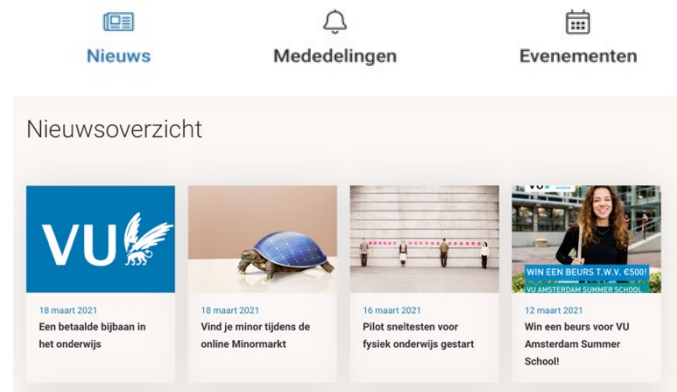 Nieuws
Mededelingen
Evenementen
Nieuwsoverzicht
VU
18 maart 2021
Een betaalde bijbaan in
het onderwijs
18 maart 2021
Vind je minor tijdens de
online Minormarkt
16 maart 2021
Pilot sneltesten voor
fysiek onderwijs gestart
VU
WIN EEN BEURS T.W.V. €500!
VU AMSTERDAM SUMMER SCHOOL
12 maart 2021
Win een beurs voor VU
Amsterdam Summer
School!